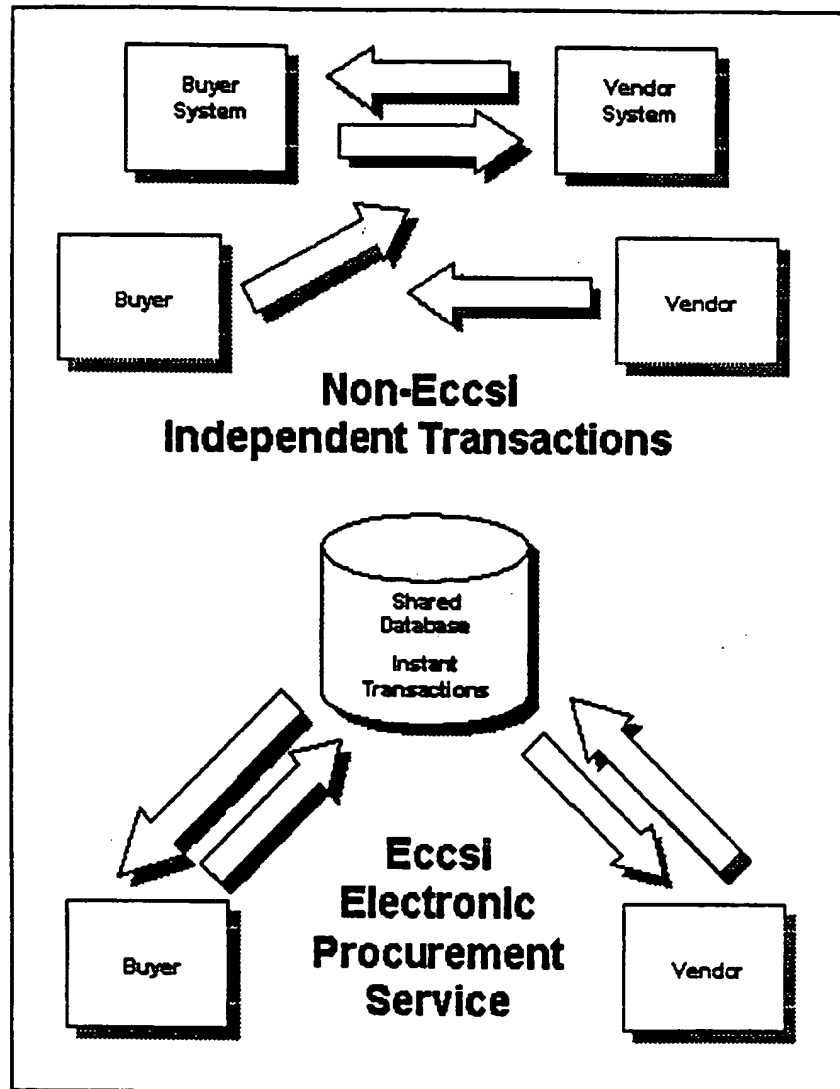 Buyer
System
Vendor
System
Buyer
Vendor
Non-Eccsi
Independent Transactions
Shared
Database
Instant
Transactions
Eccsi
Electronic
Procurement
Service
Buyer
Vendor